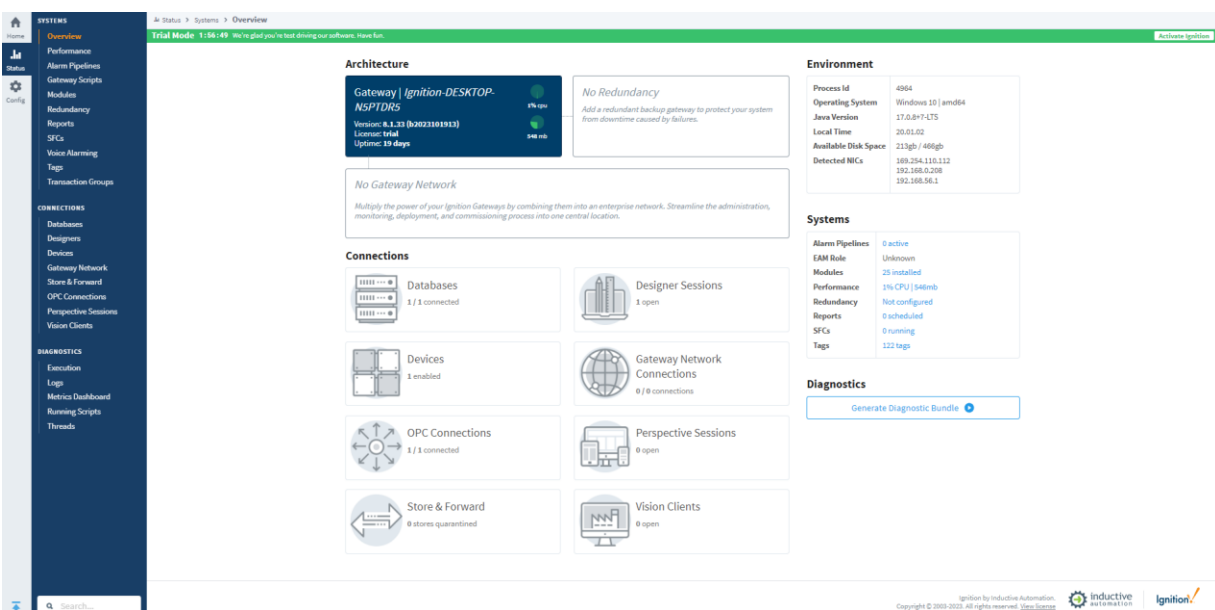 Home
Status
Config
SYSTEMS
Overview
Performance
Alarm Pipelines
Gateway Scripts
Modules
Redundancy
Reports
SFCs
Voice Alarming
Tags
Transaction Groups
CONNECTIONS
Databases
Designers
Devices
Gateway Network
Store & Forward
OPC Connections
Perspective Sessions
Vision Clients
DIAGNOSTICS
Execution
Logs
Metrics Dashboard
Running Scripts
Threads
Search...
Status > Systems > Overview
Trial Mode 1:56:49 We're glad you're test driving our software. Have fun.
Activate Ignition
Architecture
Gateway | Ignition-DESKTOP-
N5PTDR5
Version: 8.1.33 (b2023101913)
License: trial
Uptime: 19 days
1% cpu
548 mb
No Redundancy
Add a redundant backup gateway to protect your system
from downtime caused by failures.
No Gateway Network
Multiply the power of your Ignition Gateways by combining them into an enterprise network. Streamline the administration,
monitoring, deployment, and commissioning process into one central location.
Connections
Databases
1 / 1 connected
Designer Sessions
1 open
Devices
1 enabled
Gateway Network
Connections
0 / 0 connections
OPC Connections
1 / 1 connected
Perspective Sessions
0 open
Store & Forward
0 stores quarantined
Vision Clients
0 open
Environment
Process Id 4964
Operating System Windows 10 | amd64
Java Version 17.0.8+7-LTS
Local Time 20.01.02
Available Disk Space 213gb / 466gb
Detected NICs 169.254.110.112
192.168.0.208
192.168.56.1
Systems
Alarm Pipelines 0 active
EAM Role Unknown
Modules 25 installed
Performance 1% CPU | 548mb
Redundancy Not configured
Reports 0 scheduled
SFCs 0 running
Tags 122 tags
Diagnostics
Generate Diagnostic Bundle
Ignition by Inductive Automation.
Copyright © 2003-2023. All rights reserved. View license
inductive
automation
Ignition!